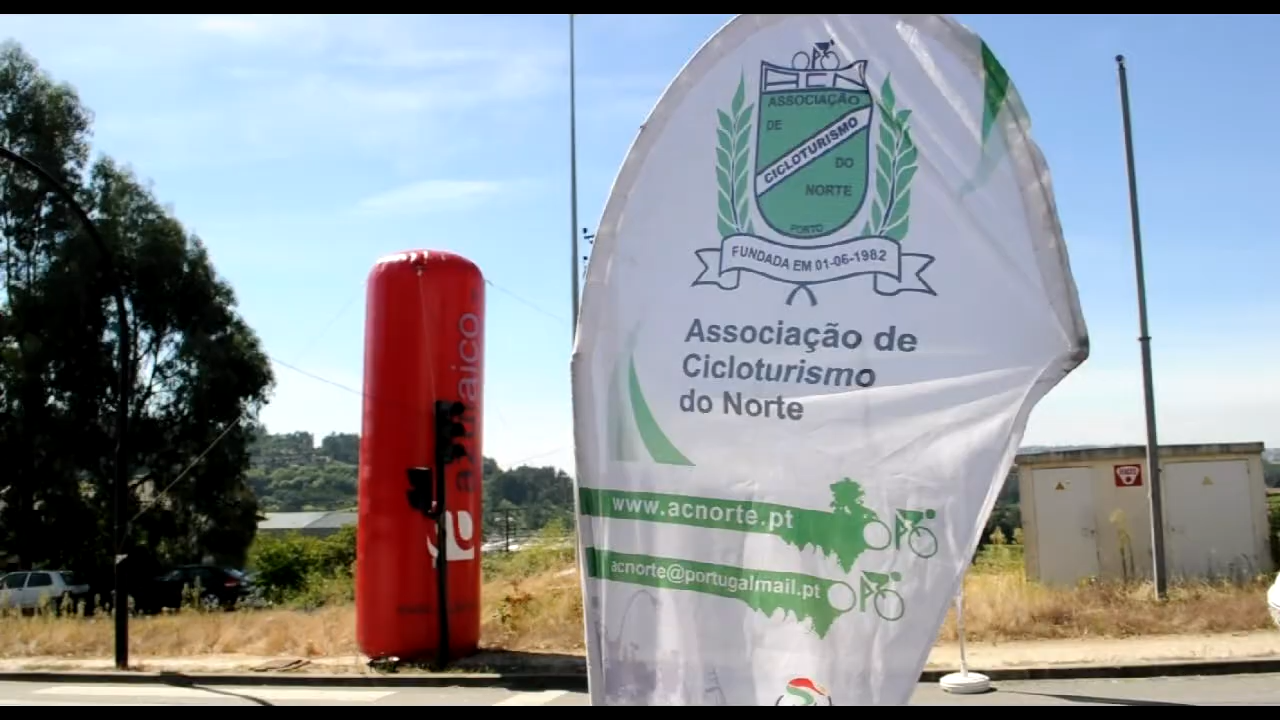 ACN
ASSOCIAÇÃO
DE
CICLOTURISMO
DO
NORTE
PORTO
FUNDADA EM 01-06-1982
Associação de
Cicloturismo
do Norte
www.acnorte.pt
acnorte@portugalmail.pt